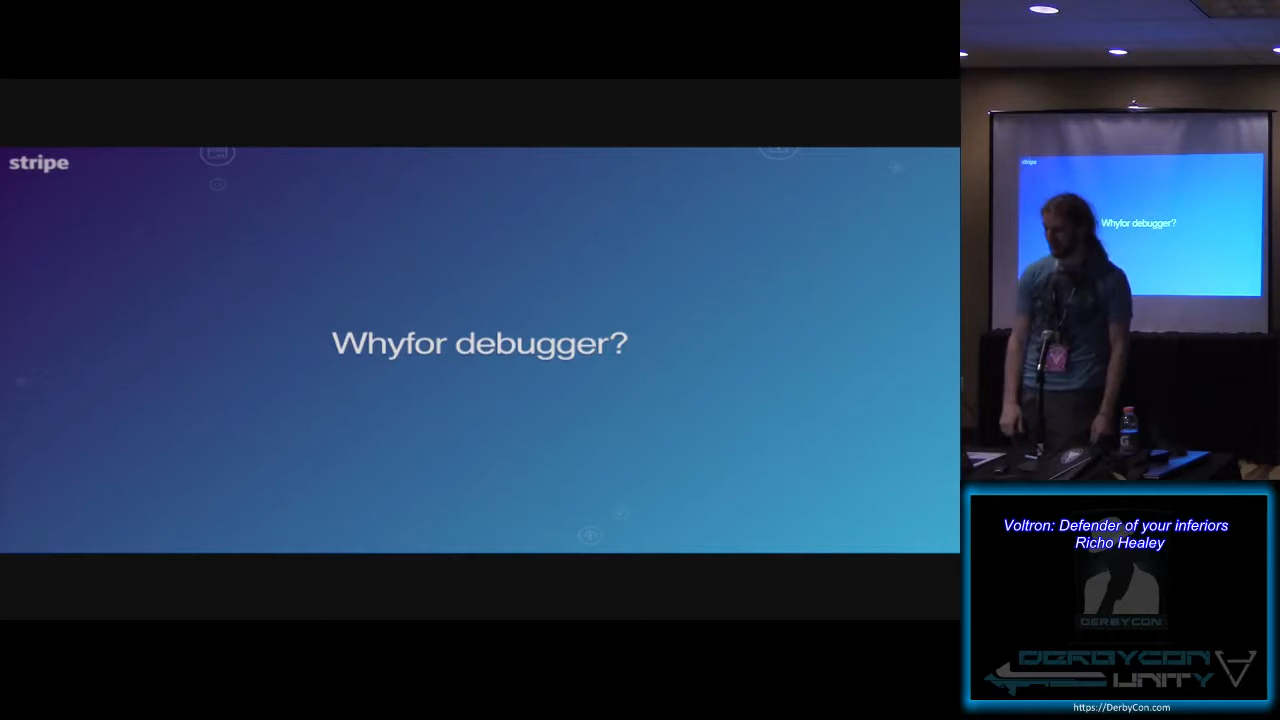 stripe
Whyfor debugger?
stripe
Whyfor debugger?
G
Voltron: Defender of your inferiors
Richo Healey
DERBYCON
DERBYCON
UNITY
https://DerbyCon.com